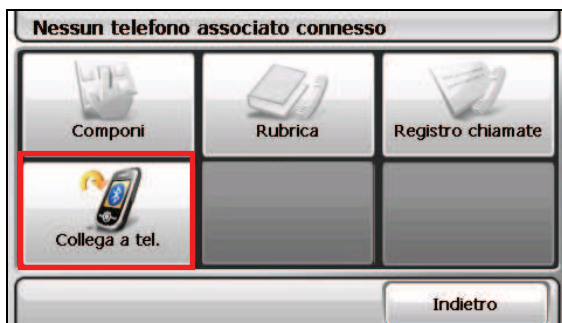 Nessun telefono associato connesso
Componi
Rubrica
Registro chiamate
Collega a tel.
Indietro